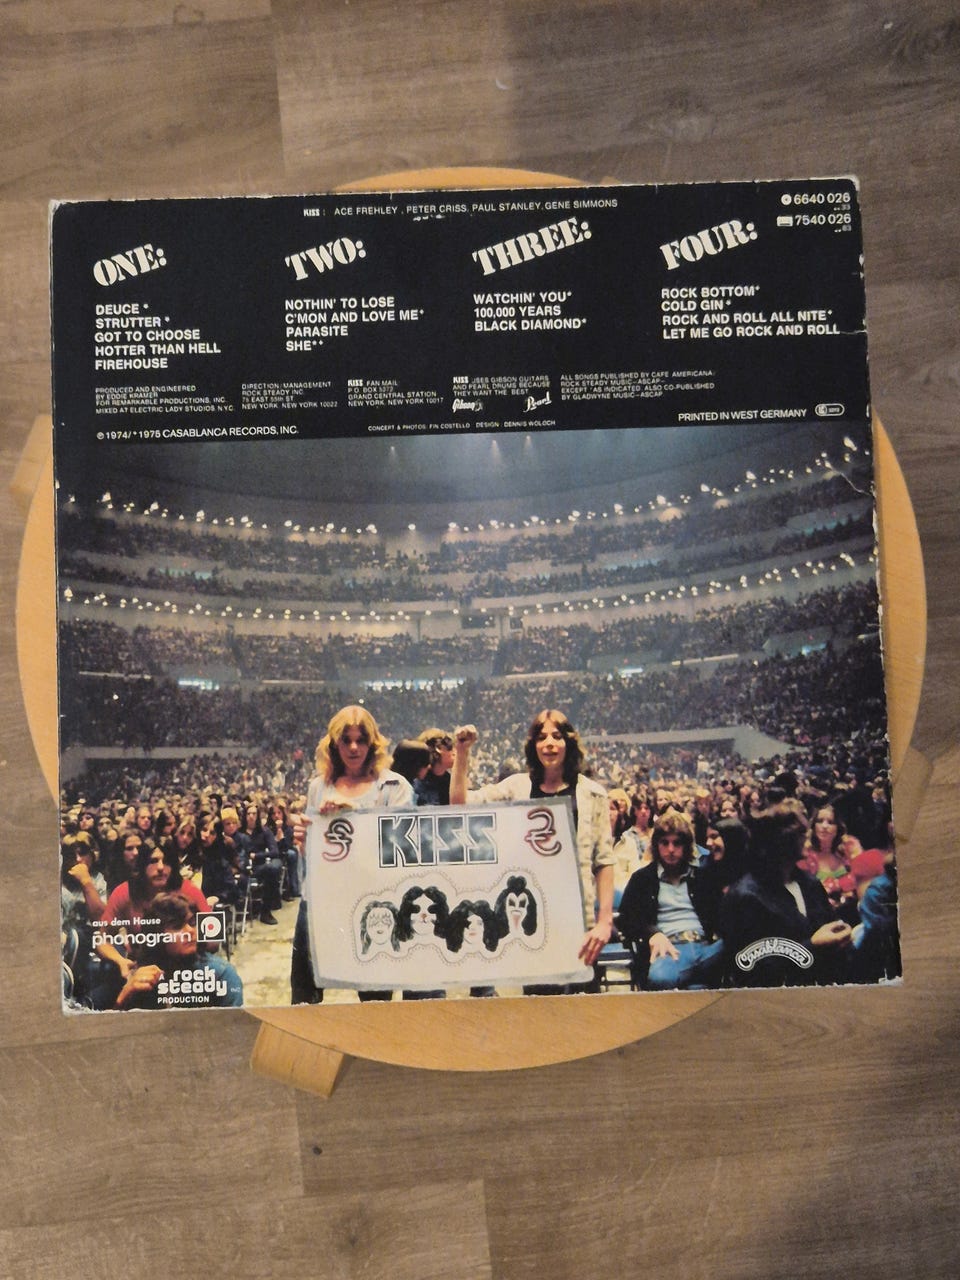 KISS : ACE FREHLEY , PETER CRISS, PAUL STANLEY, GENE SIMMONS
6640 026
33
7540 026
83
ONE:
DEUCE *
STRUTTER *
GOT TO CHOOSE
HOTTER THAN HELL
FIREHOUSE
TWO:
NOTHIN' TO LOSE
C'MON AND LOVE ME*
PARASITE
SHE**
THREE:
WATCHIN' YOU*
100,000 YEARS
BLACK DIAMOND*
FOUR:
ROCK BOTTOM*
COLD GIN*
ROCK AND ROLL ALL NITE*
LET ME GO ROCK AND ROLL
PRODUCED AND ENGINEERED
BY EDDIE KRAMER
FOR REMARKABLE PRODUCTIONS, INC.
MIXED AT ELECTRIC LADY STUDIOS, N.Y.C.
DIRECTION/MANAGEMENT
ROCK STEADY INC.
75 EAST 55th ST
NEW YORK, NEW YORK 10022
KISS FAN MAIL
P.O. BOX 5372
GRAND CENTRAL STATION
NEW YORK, NEW YORK 10017
KISS USES GIBSON GUITARS
AND PEARL DRUMS BECAUSE
THEY WANT THE BEST
Gibson Pearl
ALL SONGS PUBLISHED BY CAFE AMERICANA/
ROCK STEADY MUSIC-ASCAP-
EXCEPT *AS INDICATED. ALSO CO-PUBLISHED
BY GLADWYNE MUSIC-ASCAP
℗ 1974/*1975 CASABLANCA RECORDS, INC.
CONCEPT & PHOTOS: FIN COSTELLO DESIGN: DENNIS WOLOCH
PRINTED IN WEST GERMANY
KISS
aus dem Hause
phonogram
A rock
steady INC
PRODUCTION
Casablanca